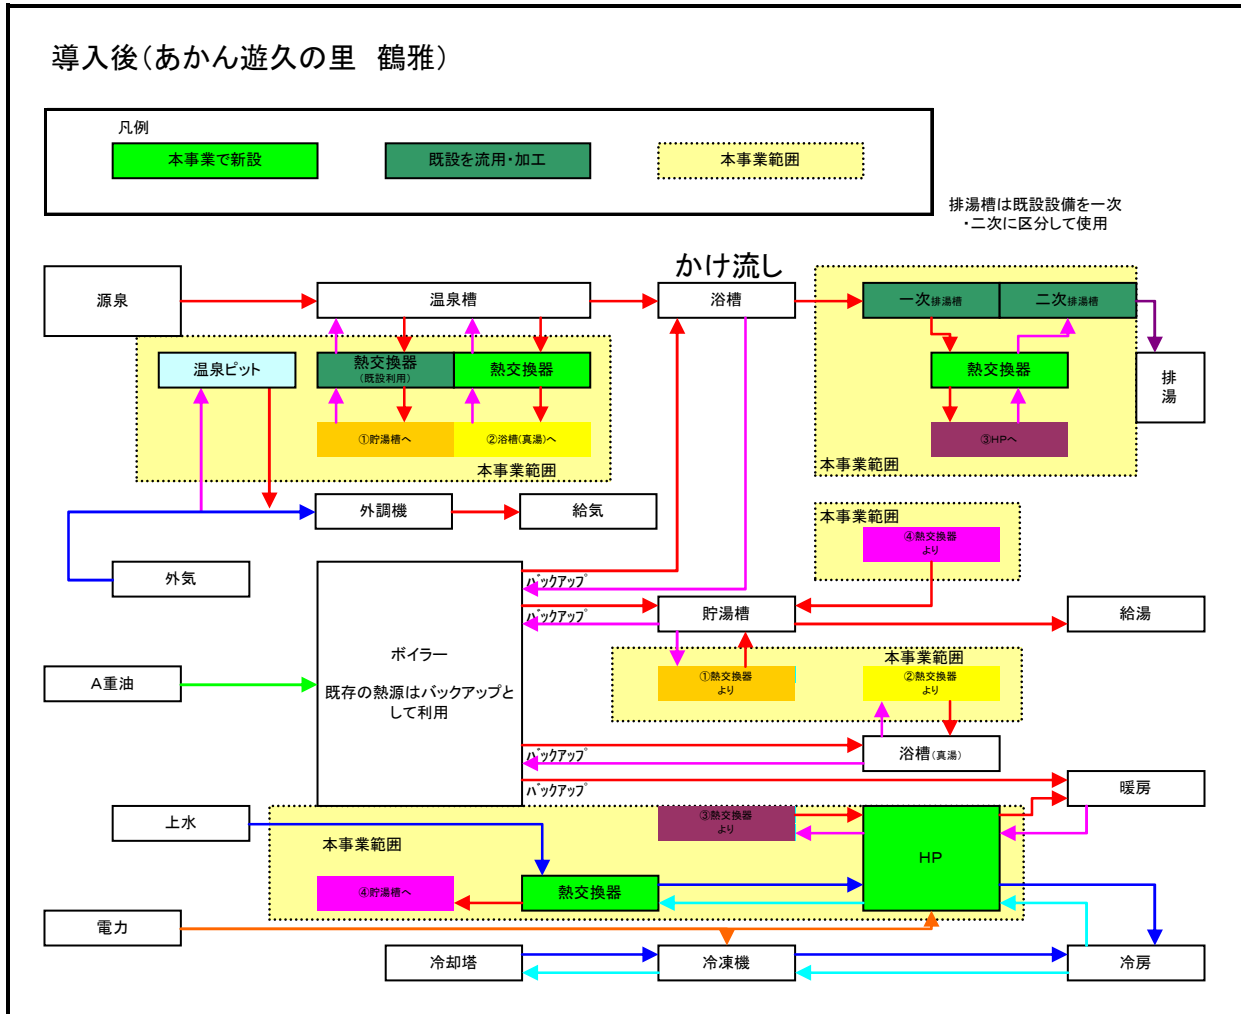 導入後(あかん遊久の里　鶴雅)
凡例
本事業で新設
既設を流用・加工
本事業範囲
排湯槽は既設設備を一次
・二次に区分して使用
かけ流し
源泉
温泉槽
浴槽
一次排湯槽
二次排湯槽
温泉ピット
熱交換器
(既設利用)
熱交換器
熱交換器
排
湯
①貯湯槽へ
②浴槽(真湯)へ
③HPへ
本事業範囲
本事業範囲
外調機
給気
本事業範囲
④熱交換器
より
外気
バックアップ
バックアップ
貯湯槽
給湯
ボイラー
既存の熱源はバックアップと
して利用
A重油
本事業範囲
①熱交換器
より
②熱交換器
より
バックアップ
浴槽(真湯)
バックアップ
暖房
上水
③熱交換器
より
本事業範囲
HP
④貯湯槽へ
熱交換器
電力
冷却塔
冷凍機
冷房